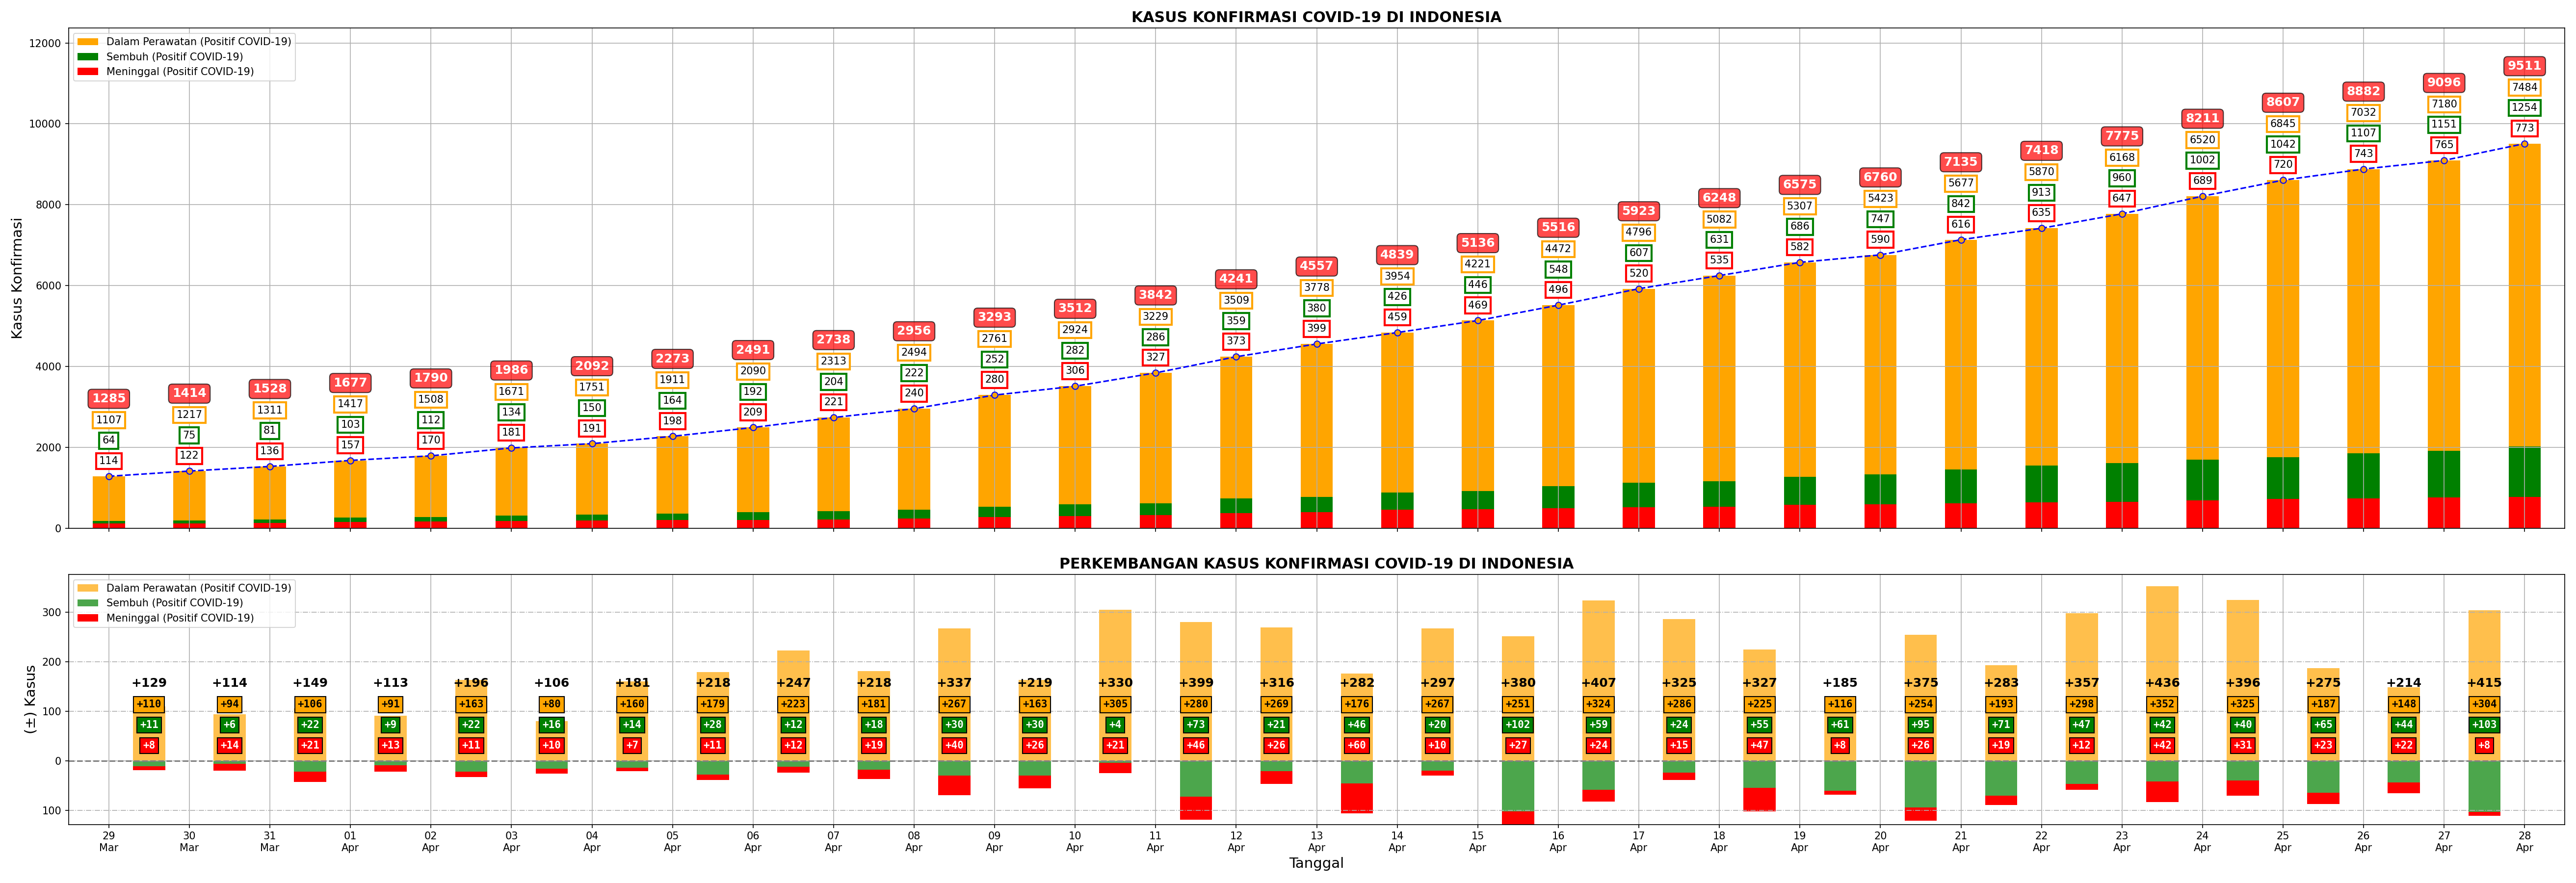 KASUS KONFIRMASI COVID-19 DI INDONESIA
Dalam Perawatan (Positif COVID-19)
Sembuh (Positif COVID-19)
Meninggal (Positif COVID-19)
Kasus Konfirmasi
12000
10000
8000
6000
4000
2000
0
1285 1414 1528 1677 1790 1986 2092 2273 2491 2738 2956 3293 3512 3842 4241 4557 4839 5136 5516 5923 6248 6575 6760 7135 7418 7775 8211 8607 8882 9096 9511
1107 1217 1311 1417 1508 1671 1751 1911 2090 2313 2494 2761 2924 3229 3509 3778 3954 4221 4472 4796 5082 5307 5423 5677 5870 6168 6520 6845 7032 7180 7484
64 75 81 103 112 134 150 164 192 204 222 252 282 286 359 380 426 446 548 607 631 686 747 842 913 960 1002 1042 1107 1151 1254
114 122 136 157 170 181 191 198 209 221 240 280 306 327 373 399 459 469 496 520 535 582 590 616 635 647 689 720 743 765 773
PERKEMBANGAN KASUS KONFIRMASI COVID-19 DI INDONESIA
Dalam Perawatan (Positif COVID-19)
Sembuh (Positif COVID-19)
Meninggal (Positif COVID-19)
(±) Kasus
300
200
100
0
100
+129 +114 +149 +113 +196 +106 +181 +218 +247 +218 +337 +219 +330 +399 +316 +282 +297 +380 +407 +325 +327 +185 +375 +283 +357 +436 +396 +275 +214 +415
+110 +94 +106 +91 +163 +80 +160 +179 +223 +181 +267 +163 +305 +280 +269 +176 +267 +251 +324 +286 +225 +116 +254 +193 +298 +352 +325 +187 +148 +304
+11 +6 +22 +9 +22 +16 +14 +28 +12 +18 +30 +30 +4 +73 +21 +46 +20 +102 +59 +24 +55 +61 +95 +71 +47 +42 +40 +65 +44 +103
+8 +14 +21 +13 +11 +10 +7 +11 +12 +19 +40 +26 +21 +46 +26 +60 +10 +27 +24 +15 +47 +8 +26 +19 +12 +42 +31 +23 +22 +8
29 30 31 01 02 03 04 05 06 07 08 09 10 11 12 13 14 15 16 17 18 19 20 21 22 23 24 25 26 27 28
Mar Mar Mar Apr Apr Apr Apr Apr Apr Apr Apr Apr Apr Apr Apr Apr Apr Apr Apr Apr Apr Apr Apr Apr Apr Apr Apr Apr Apr Apr Apr
Tanggal